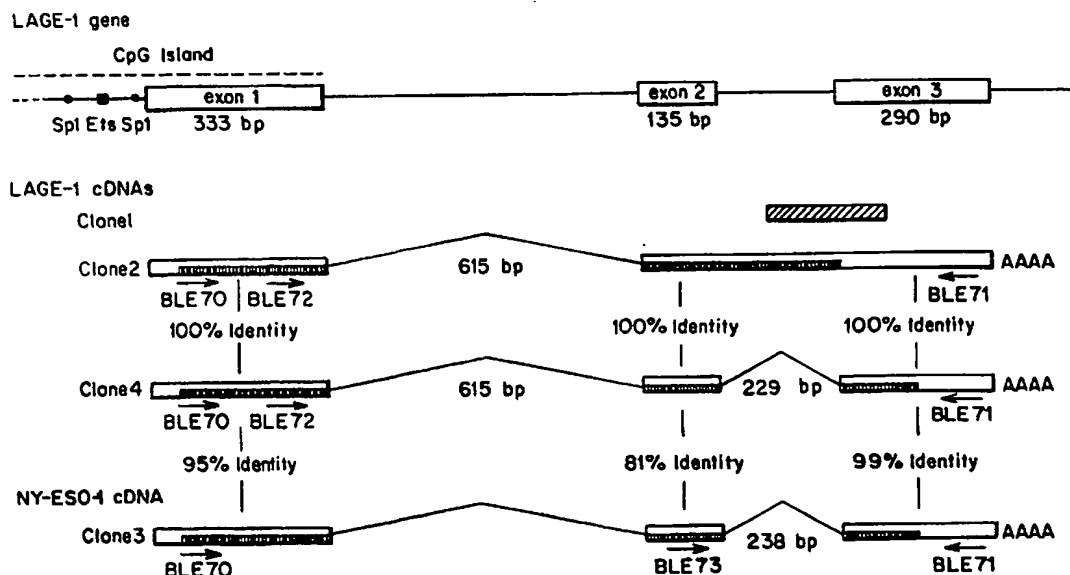 LAGE-1 gene
CpG Island
exon 1
exon 2
exon 3
Sp1 Ets Sp1
333 bp
135 bp
290 bp
LAGE-1 cDNAs
Clone1
Clone2
615 bp
AAAA
BLE70
BLE72
BLE71
100% Identity
100% Identity
100% Identity
Clone4
615 bp
229 bp
AAAA
BLE70
BLE72
BLE71
95% Identity
81% Identity
99% Identity
NY-ESO-1 cDNA
Clone3
238 bp
AAAA
BLE70
BLE73
BLE71